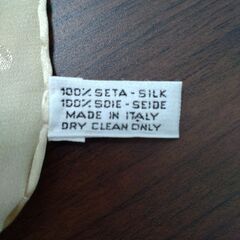 100% SETA - SILK
100% SOIE - SEIDE
MADE IN ITALY
DRY CLEAN ONLY